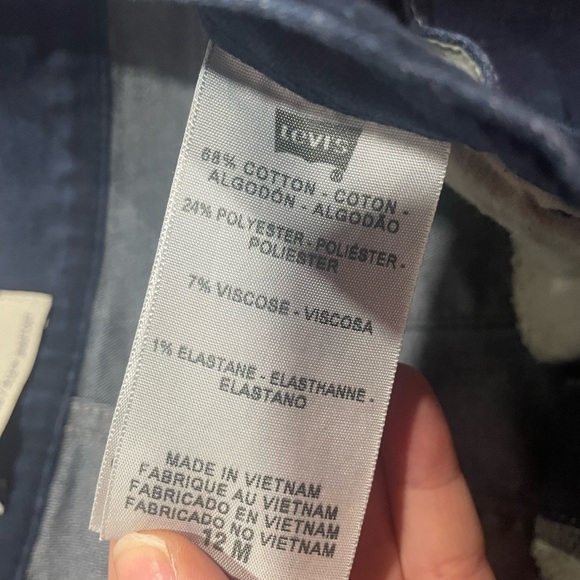 Levi's
®
68% COTTON - COTON -
ALGODÓN - ALGODÃO
24% POLYESTER - POLIÉSTER -
POLIÉSTER
7% VISCOSE - VISCOSA
1% ELASTANE - ELASTHANNE -
ELASTANO
MADE IN VIETNAM
FABRIQUE AU VIETNAM
FABRICADO EN VIETNAM
FABRICADO NO VIETNAM
12 M